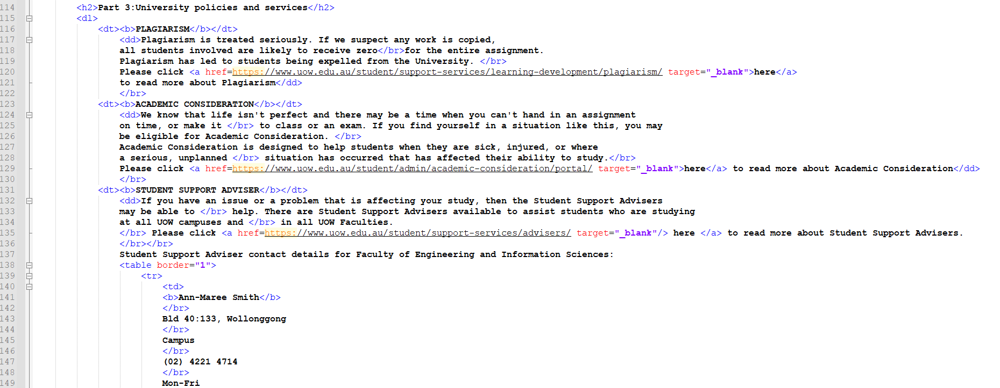 114 <h2>Part 3:University policies and services</h2>
115 <dl>
116 <dt><b>PLAGIARISM</b></dt>
117 <dd>Plagiarism is treated seriously. If we suspect any work is copied,
118 all students involved are likely to receive zero</br>for the entire assignment.
119 Plagiarism has led to students being expelled from the University. </br>
120 Please click <a href=https://www.uow.edu.au/student/support-services/learning-development/plagiarism/ target="_blank">here</a>
121 to read more about Plagiarism</dd>
122 </br>
123 <dt><b>ACADEMIC CONSIDERATION</b></dt>
124 <dd>We know that life isn't perfect and there may be a time when you can't hand in an assignment
125 on time, or make it </br> to class or an exam. If you find yourself in a situation like this, you may
126 be eligible for Academic Consideration. </br>
127 Academic Consideration is designed to help students when they are sick, injured, or where
128 a serious, unplanned </br> situation has occurred that has affected their ability to study.</br>
129 Please click <a href=https://www.uow.edu.au/student/admin/academic-consideration/portal/ target="_blank">here</a> to read more about Academic Consideration</dd>
130 </br>
131 <dt><b>STUDENT SUPPORT ADVISER</b></dt>
132 <dd>If you have an issue or a problem that is affecting your study, then the Student Support Advisers
133 may be able to </br> help. There are Student Support Advisers available to assist students who are studying
134 at all UOW campuses and </br> in all UOW Faculties.
135 </br> Please click <a href=https://www.uow.edu.au/student/support-services/advisers/ target="_blank"/> here </a> to read more about Student Support Advisers.
136 </br></br>
137 Student Support Adviser contact details for Faculty of Engineering and Information Sciences:
138 <table border="1">
139 <tr>
140 <td>
141 <b>Ann-Maree Smith</b>
142 </br>
143 Bld 40:133, Wollonggong
144 </br>
145 Campus
146 </br>
147 (02) 4221 4714
148 </br>
149 Mon-Fri